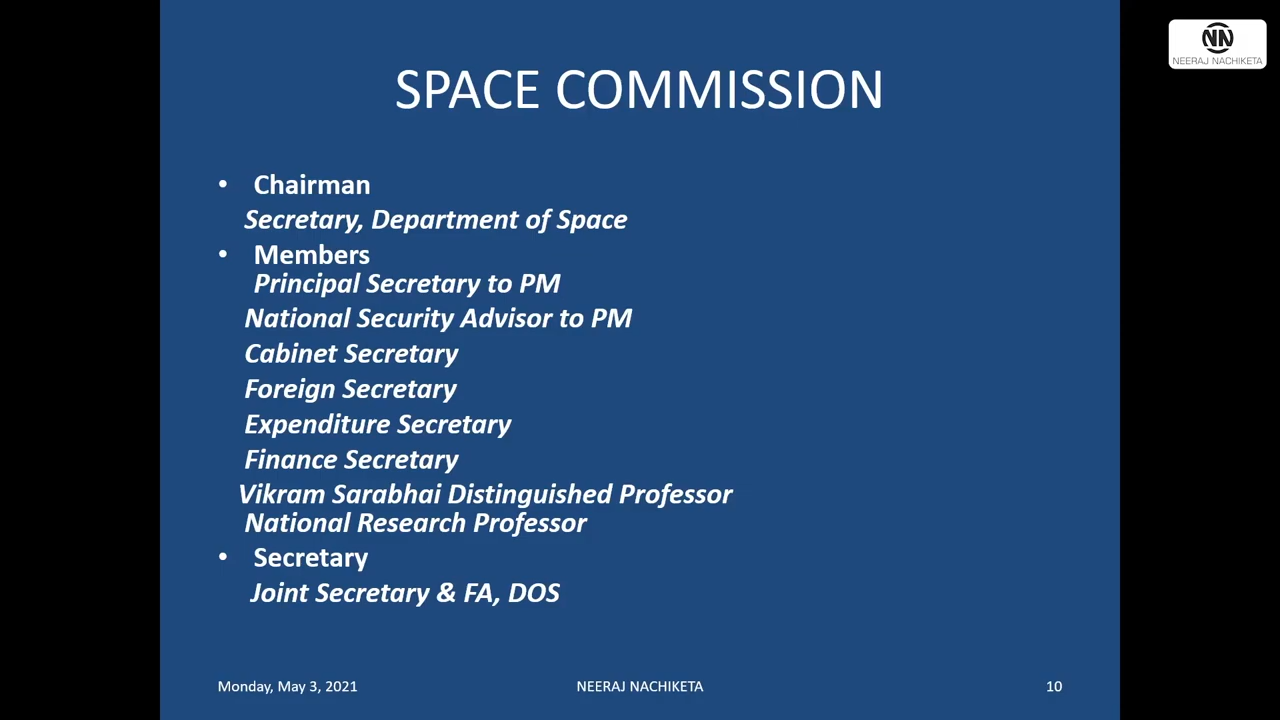 NN
NEERAJ NACHIKETA
SPACE COMMISSION
• Chairman
Secretary, Department of Space
• Members
Principal Secretary to PM
National Security Advisor to PM
Cabinet Secretary
Foreign Secretary
Expenditure Secretary
Finance Secretary
Vikram Sarabhai Distinguished Professor
National Research Professor
• Secretary
Joint Secretary & FA, DOS
Monday, May 3, 2021
NEERAJ NACHIKETA
10